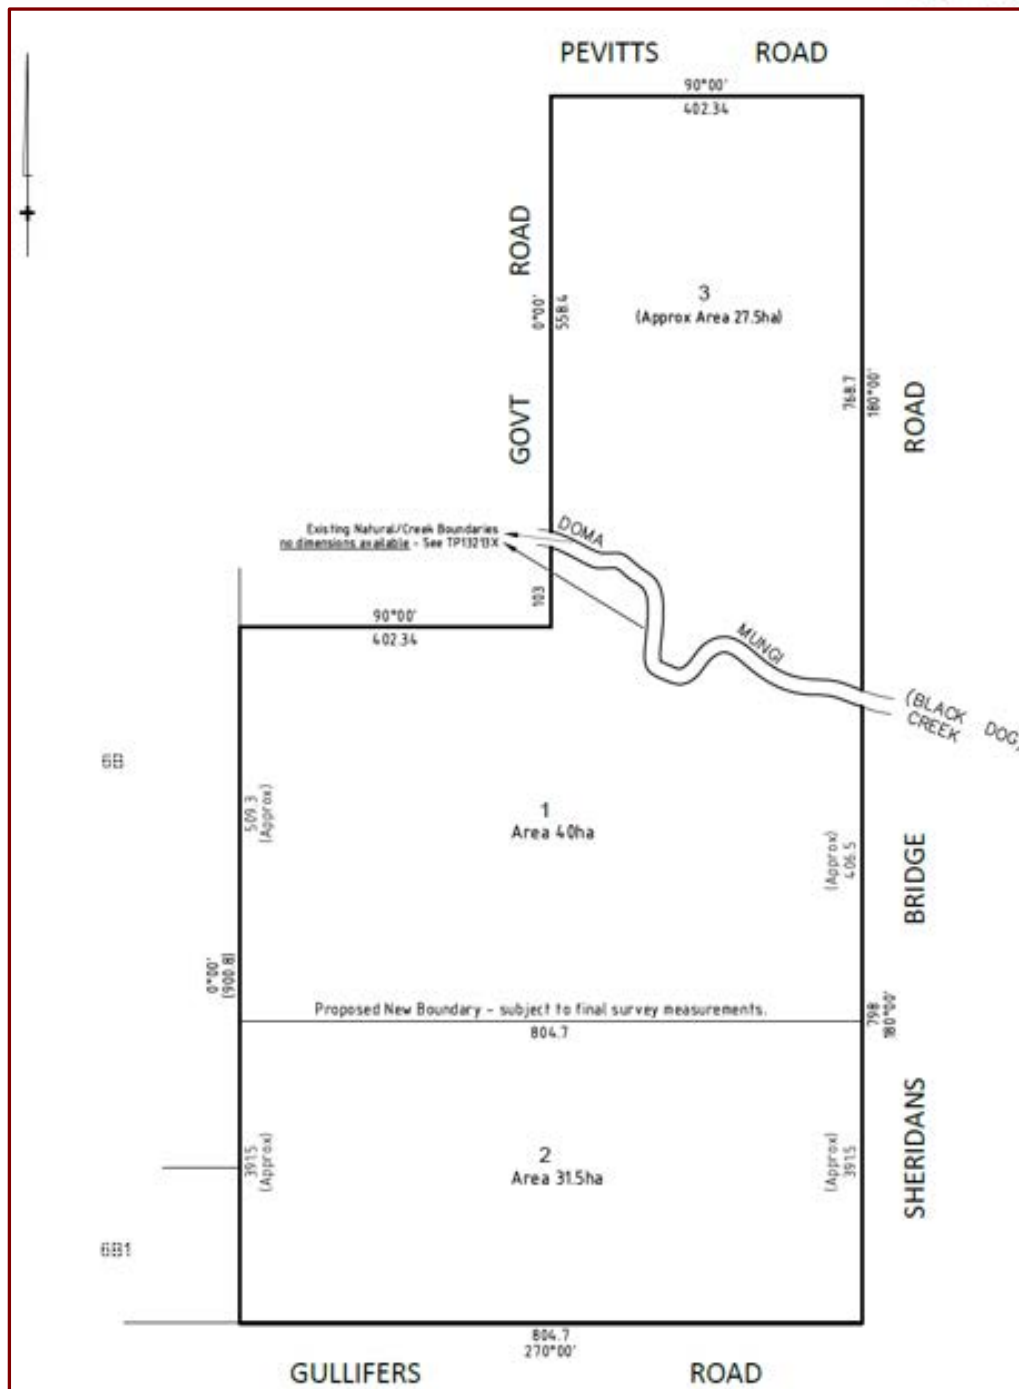 PEVITTS ROAD
90°00'
402.34
GOVT ROAD
0°00'
558.4
3
(Approx Area 27.5ha)
768.7
180°00'
Existing Natural/Creek Boundaries
no dimensions available - See TP13213X
DOMA MUNGI
(BLACK DOG)
CREEK
103
90°00'
402.34
6B
509.3
(Approx)
1
Area 40ha
(Approx)
406.5
0°00'
(900.8)
Proposed New Boundary - subject to final survey measurements.
804.7
798
180°00'
SHERIDANS BRIDGE ROAD
391.5
(Approx)
2
Area 31.5ha
(Approx)
391.5
6B1
804.7
270°00'
GULLIFERS ROAD